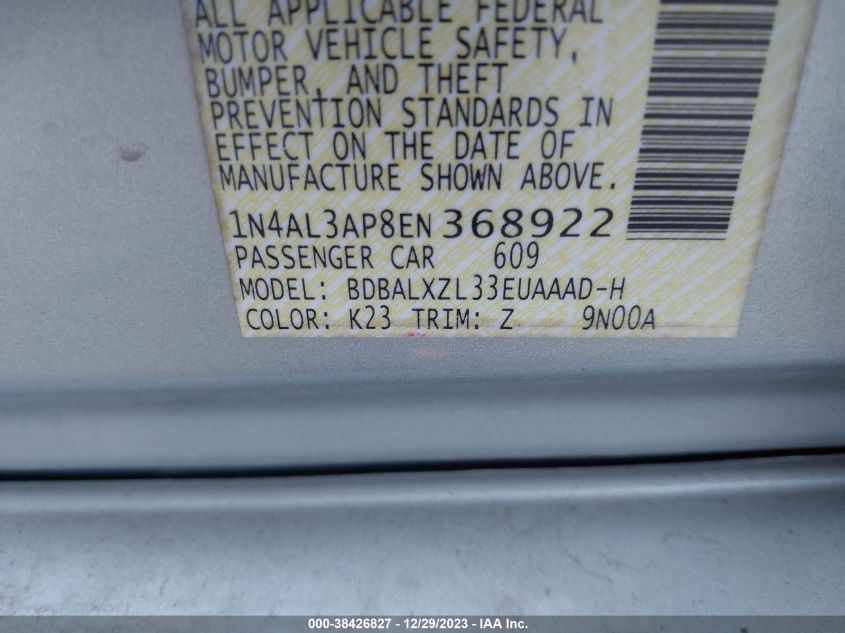 ALL APPLICABLE FEDERAL
MOTOR VEHICLE SAFETY,
BUMPER, AND THEFT
PREVENTION STANDARDS IN
EFFECT ON THE DATE OF
MANUFACTURE SHOWN ABOVE.
1N4AL3AP8EN368922
PASSENGER CAR 609
MODEL: BDBALXZL33EUAAAD-H
COLOR: K23 TRIM: Z 9N00A
000-38426827 - 12/29/2023 - IAA Inc.